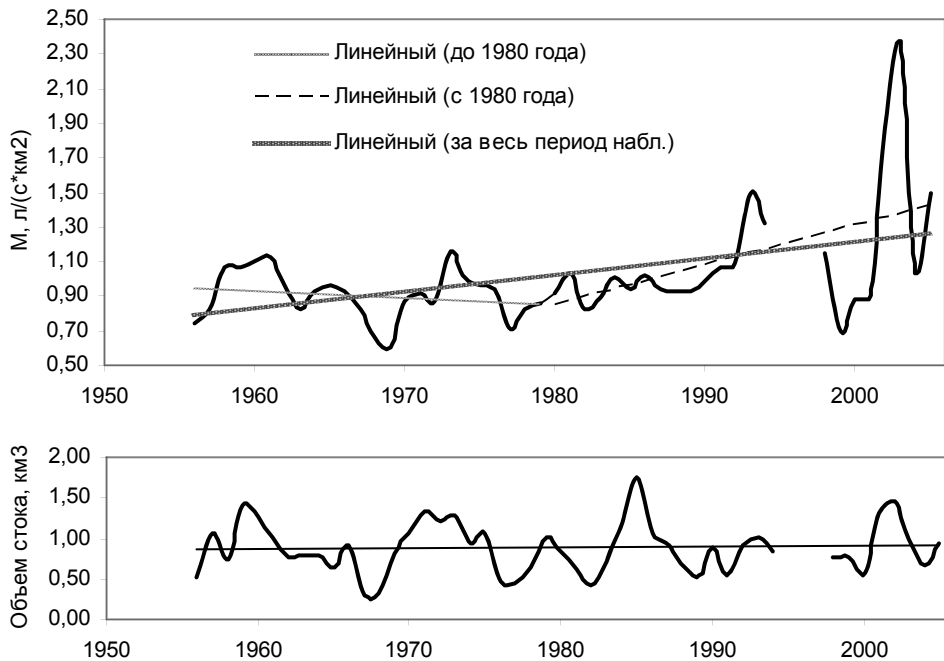 2,50
2,30
2,10
1,90
1,70
1,50
1,30
1,10
0,90
0,70
0,50
М, л/(с*км2)
Линейный (до 1980 года)
Линейный (с 1980 года)
Линейный (за весь период набл.)
1950 1960 1970 1980 1990 2000
2,00
1,50
1,00
0,50
0,00
Объем стока, км3
1950 1960 1970 1980 1990 2000